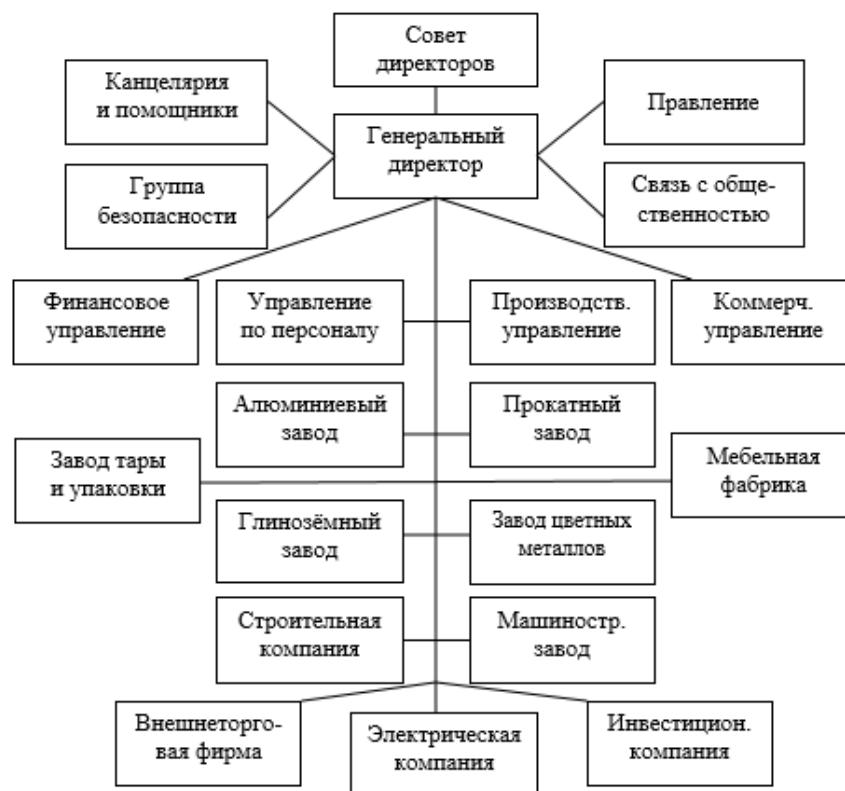 Совет
директоров
Канцелярия
и помощники
Генеральный
директор
Правление
Группа
безопасности
Связь с обще-
ственностью
Финансовое
управление
Управление
по персоналу
Производств.
управление
Коммерч.
управление
Алюминиевый
завод
Прокатный
завод
Завод тары
и упаковки
Мебельная
фабрика
Глинозёмный
завод
Завод цветных
металлов
Строительная
компания
Машиностр.
завод
Внешнеторго-
вая фирма
Электрическая
компания
Инвестицион.
компания